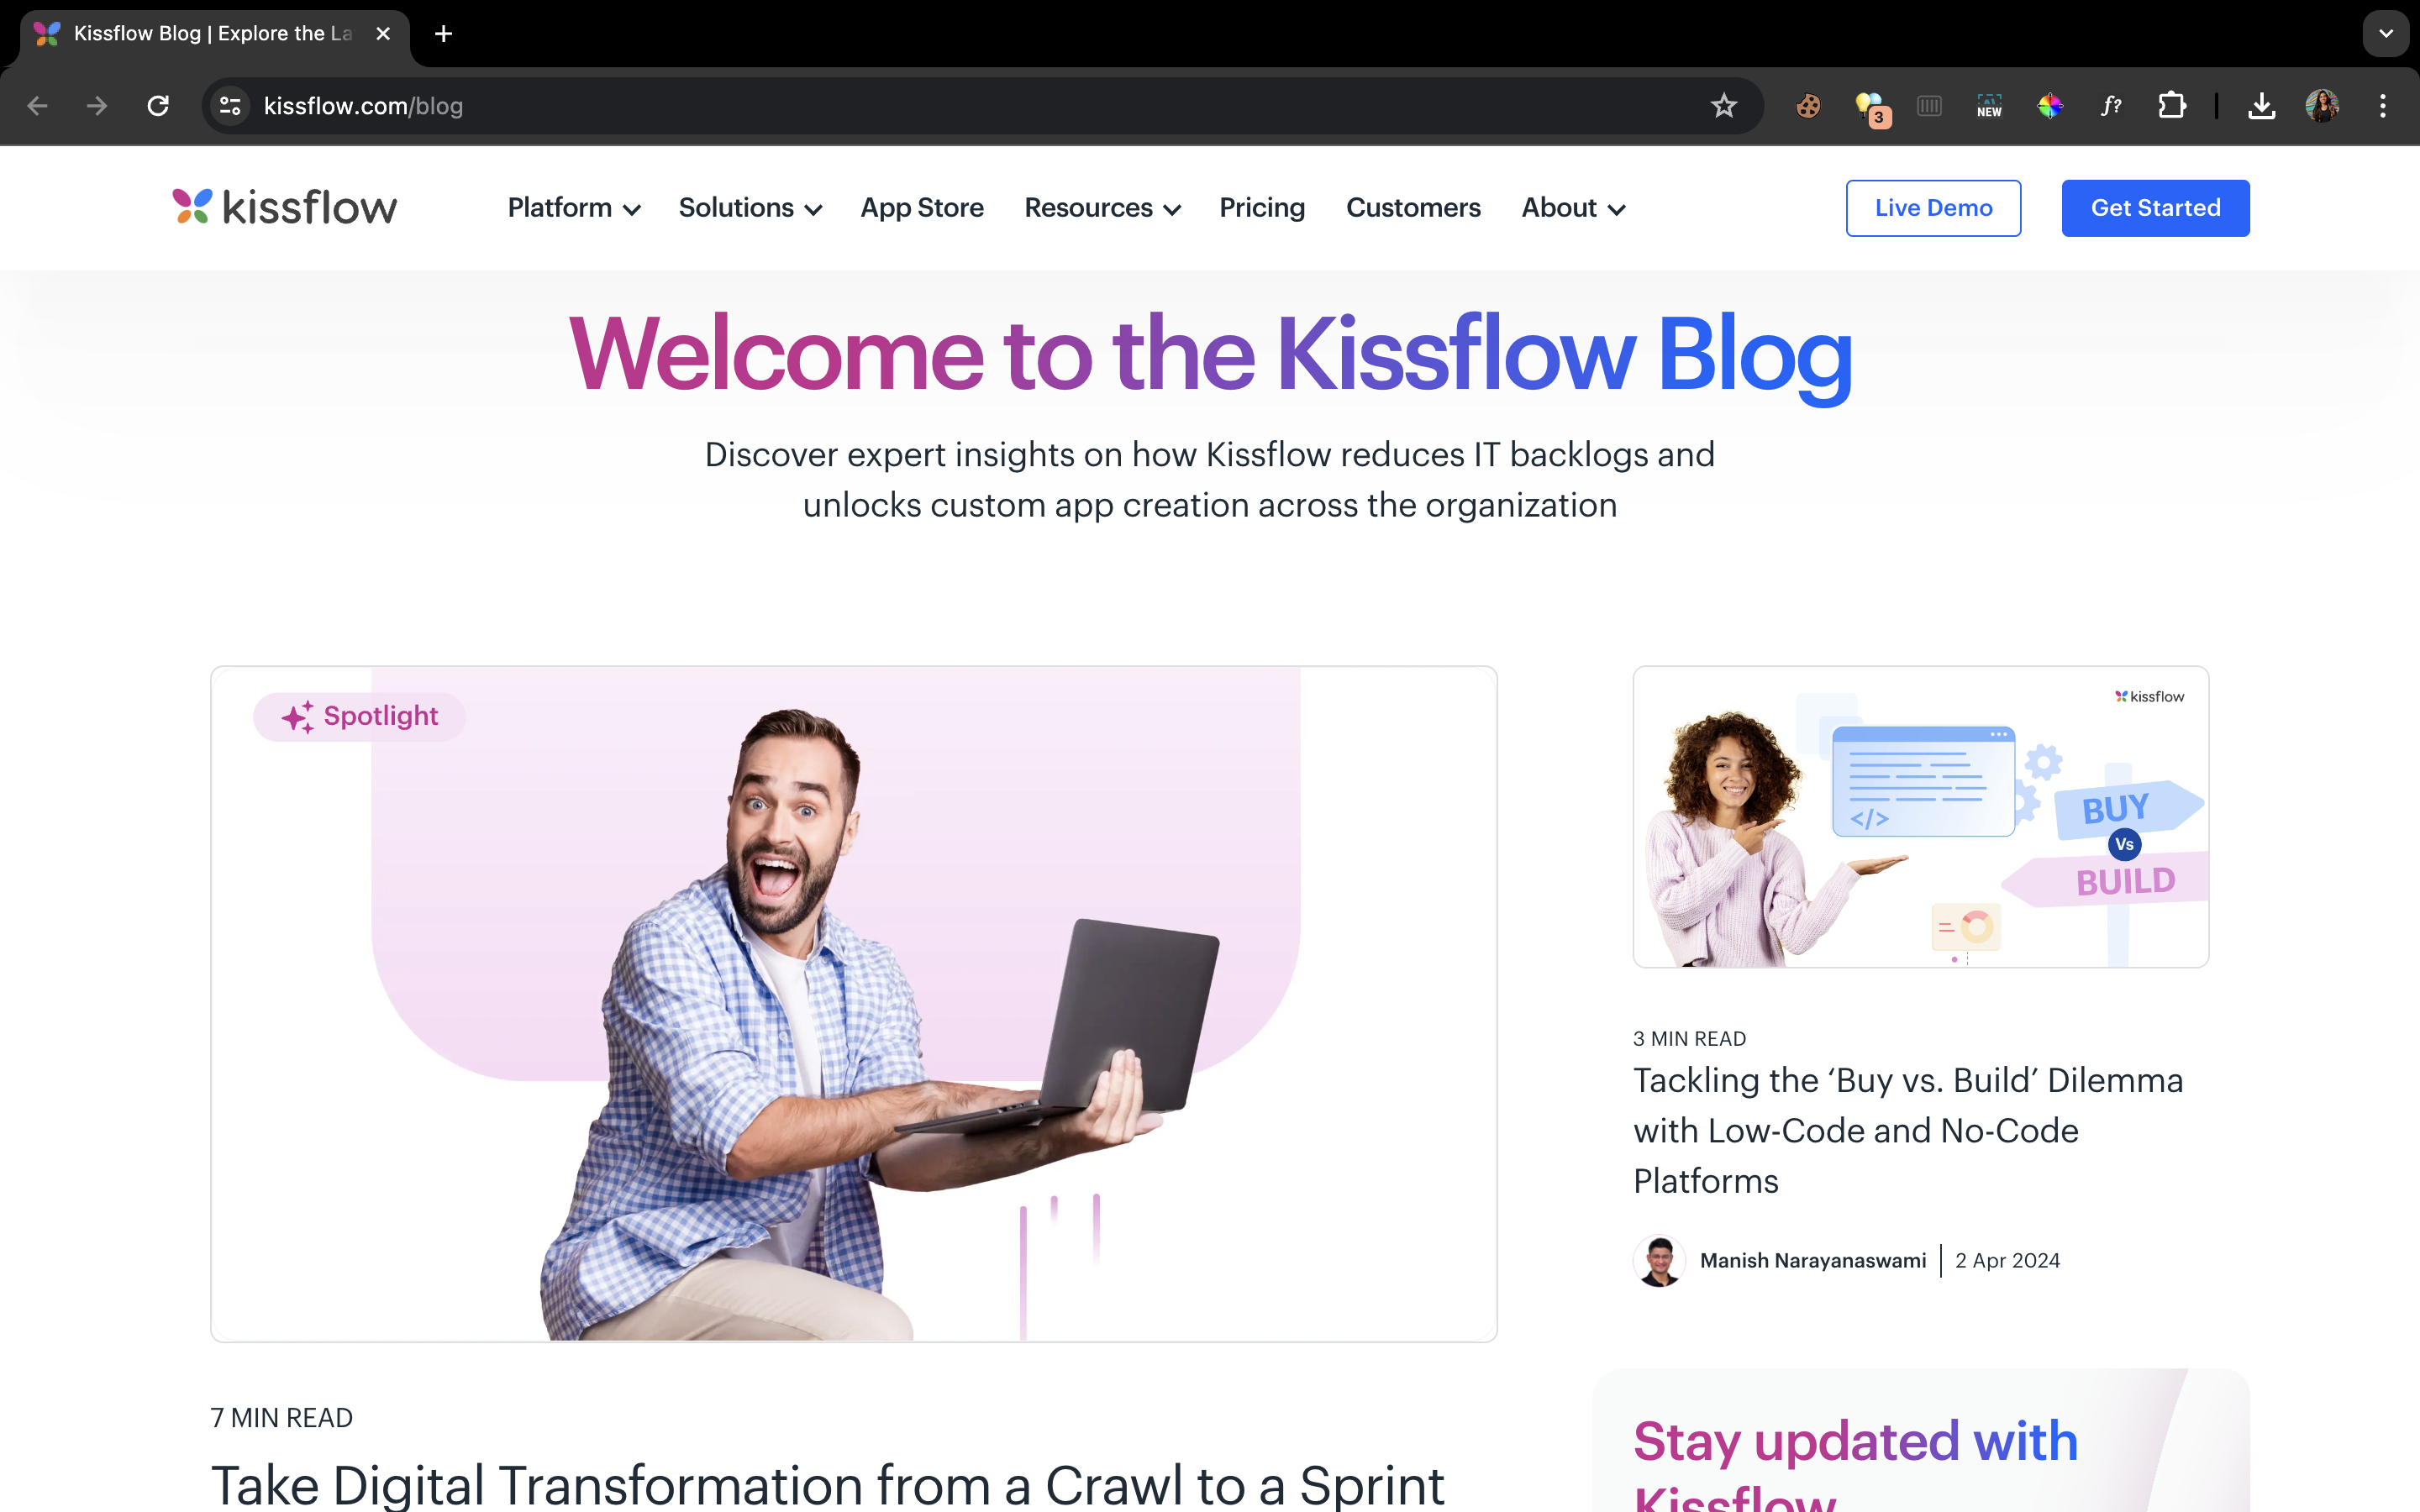 Kissflow Blog | Explore the La
kissflow.com/blog
3
NEW
f?
kissflow
Platform
Solutions
App Store
Resources
Pricing
Customers
About
Live Demo
Get Started
Welcome to the Kissflow Blog
Discover expert insights on how Kissflow reduces IT backlogs and
unlocks custom app creation across the organization
Spotlight
7 MIN READ
Take Digital Transformation from a Crawl to a Sprint
kissflow
</>
BUY
Vs
BUILD
3 MIN READ
Tackling the ‘Buy vs. Build’ Dilemma
with Low-Code and No-Code
Platforms
Manish Narayanaswami
2 Apr 2024
Stay updated with
Kissflow